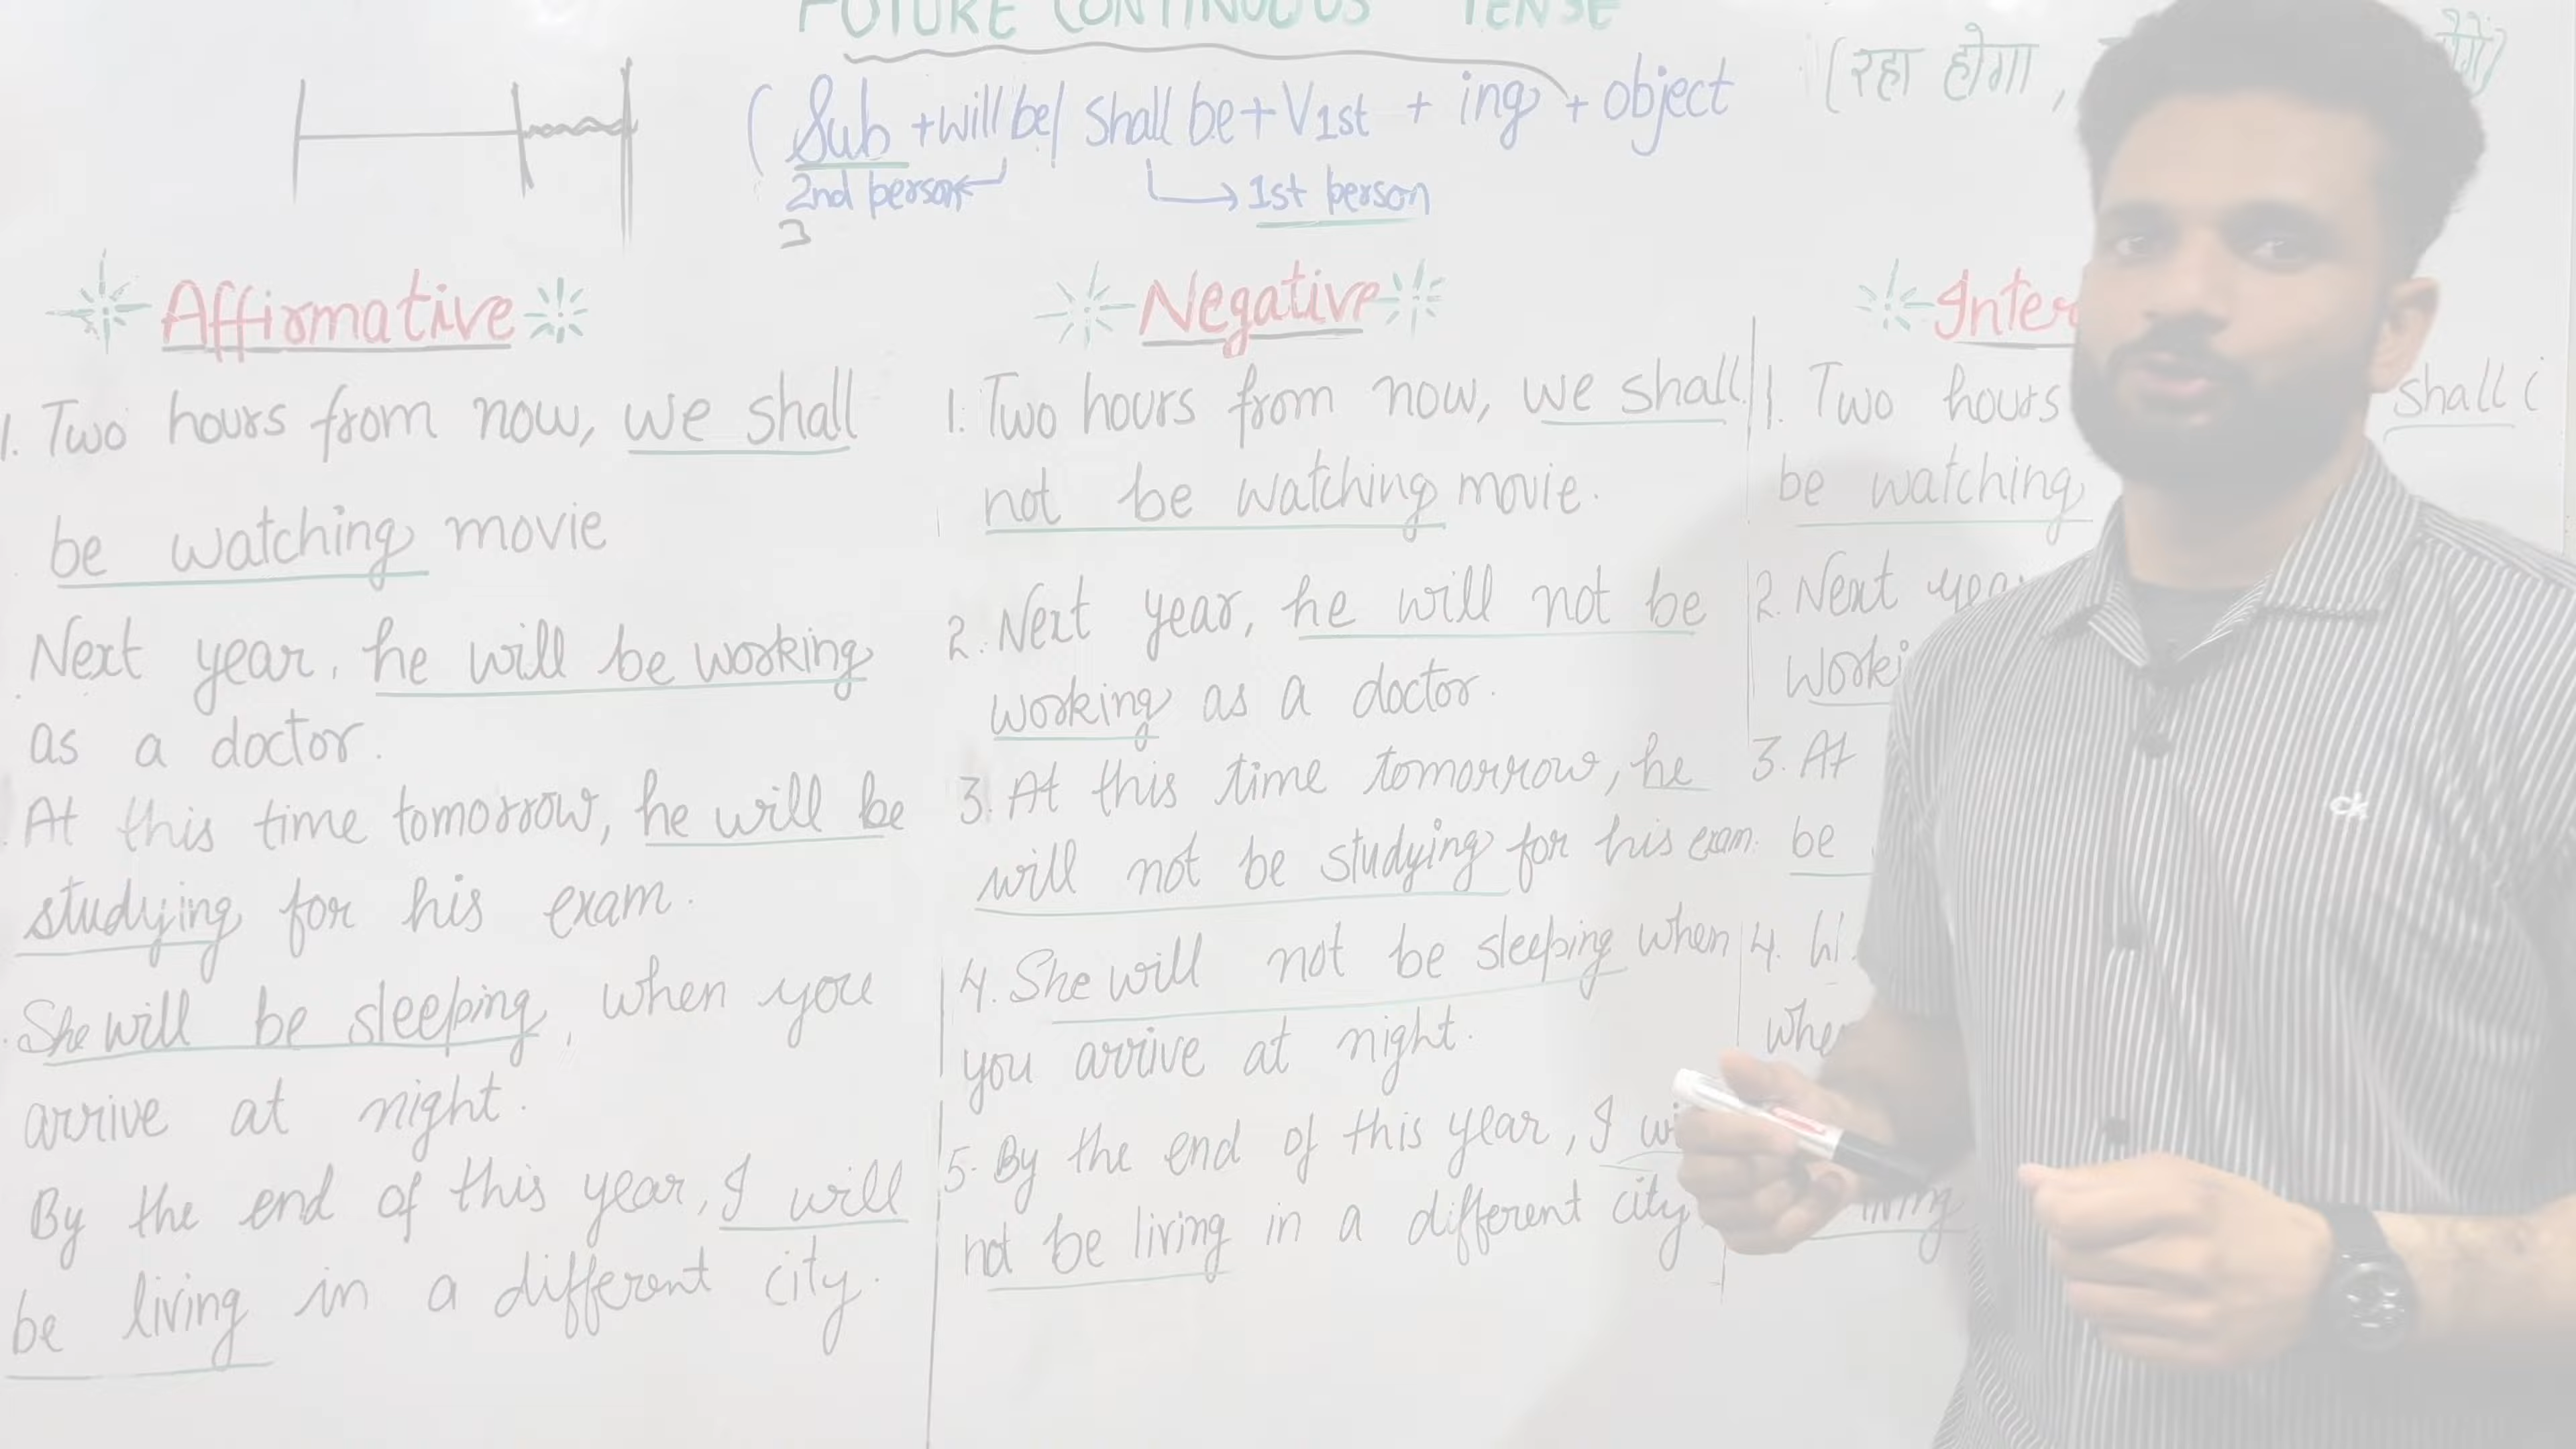 FUTURE CONTINUOUS TENSE
(रहा होगा ,
(Sub + will be/ shall be + V1st + ing + object
2nd person
1st person
3
Affirmative
1. Two hours from now, we shall
be watching movie
Next year, he will be working
as a doctor.
At this time tomorrow, he will be
studying for his exam.
She will be sleeping, when you
arrive at night.
By the end of this year, I will
be living in a different city.
Negative
1. Two hours from now, we shall
not be watching movie.
2. Next year, he will not be
working as a doctor.
3. At this time tomorrow, he
will not be studying for his exam.
4. She will not be sleeping when
you arrive at night.
5. By the end of this year, I
not be living in a different city
Inter
1. Two hours shall
be watching
2. Next
3. At
be
4.
ck